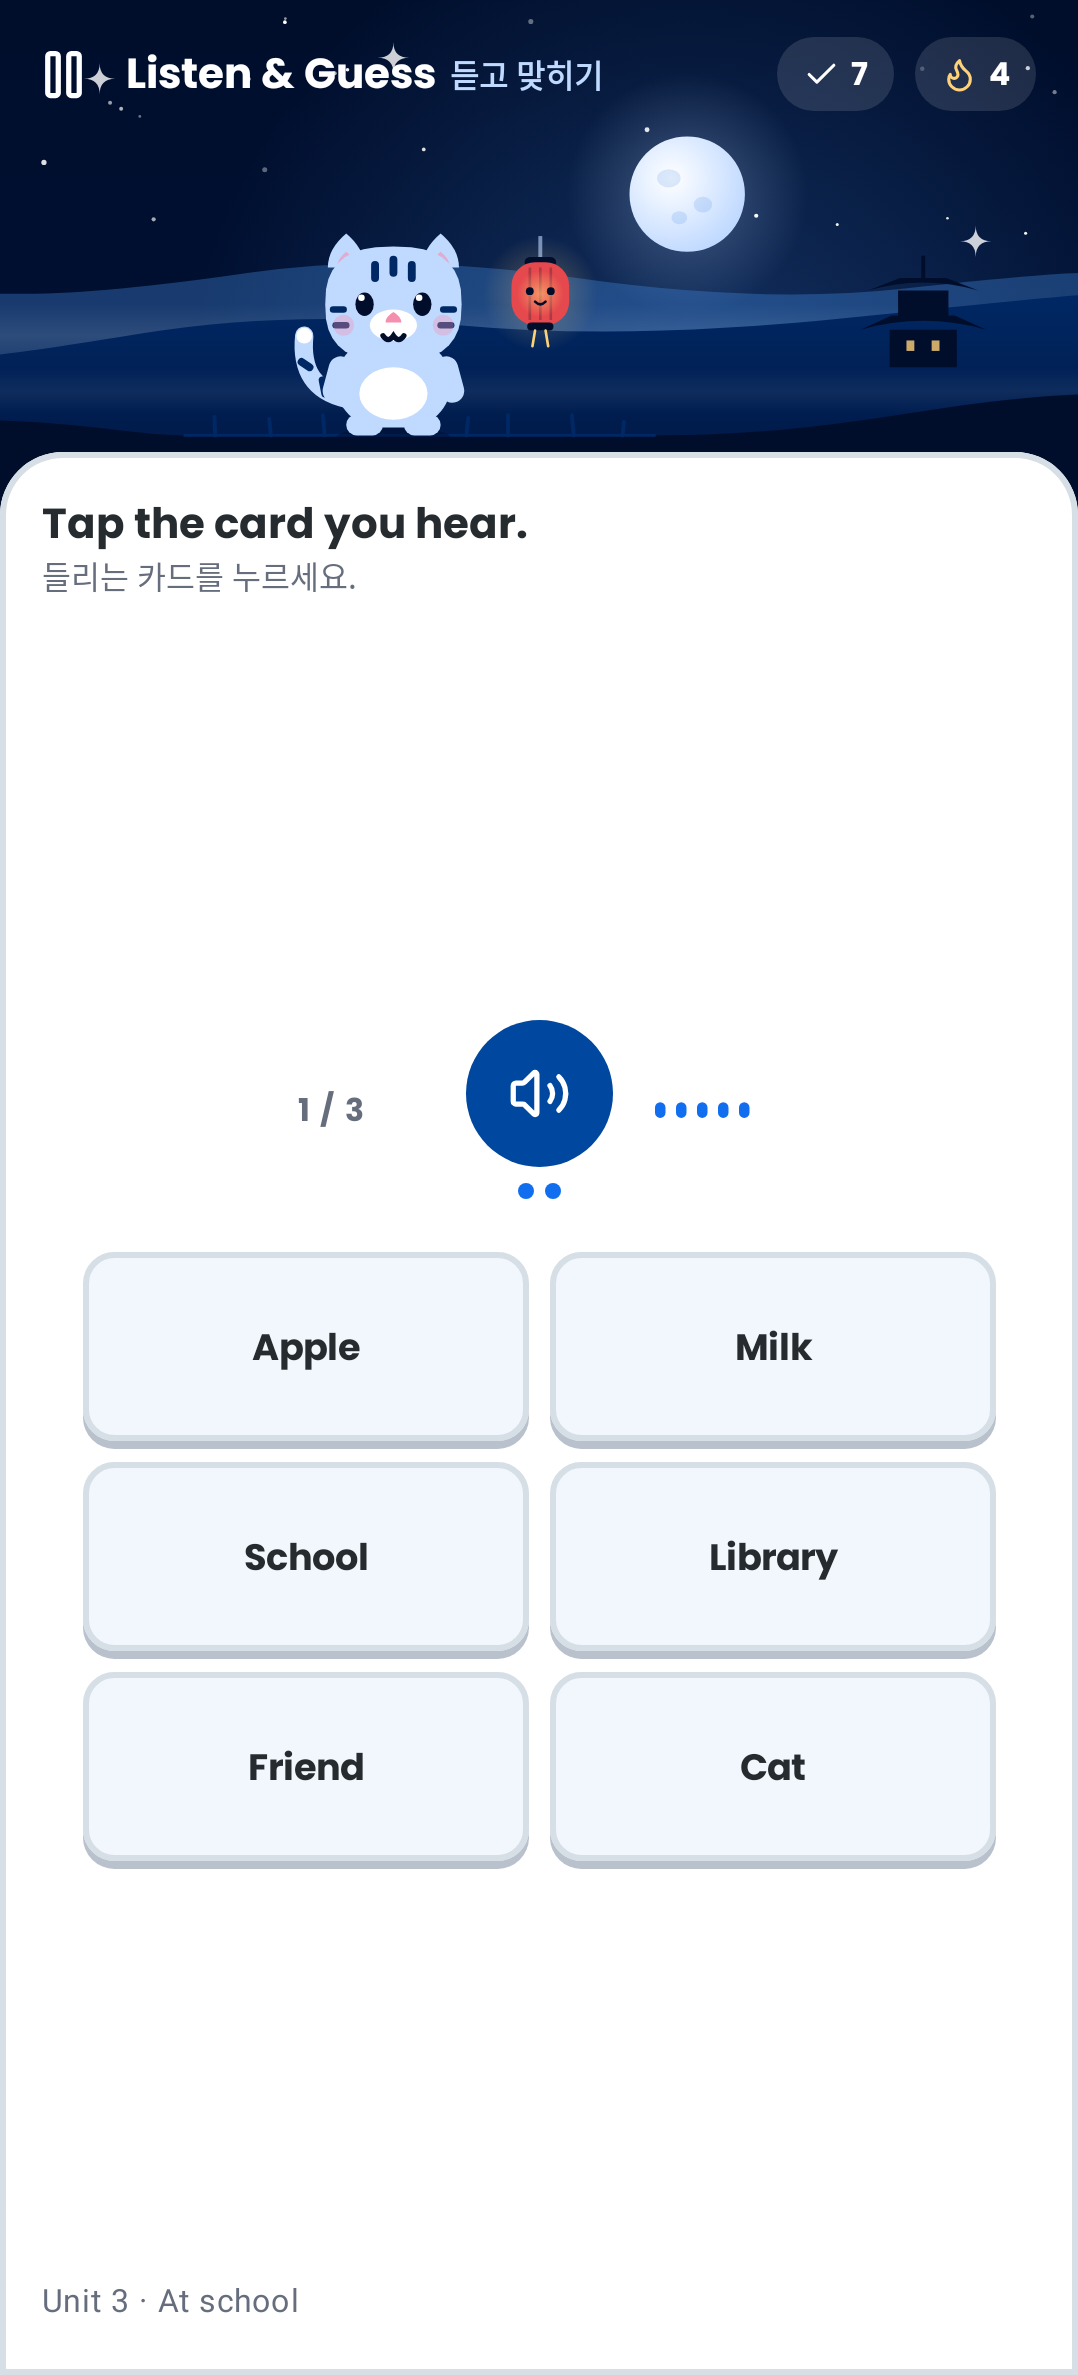 Listen & Guess 듣고 맞히기 7 4
Tap the card you hear.
들리는 카드를 누르세요.
1 / 3
Apple Milk
School Library
Friend Cat
Unit 3 · At school